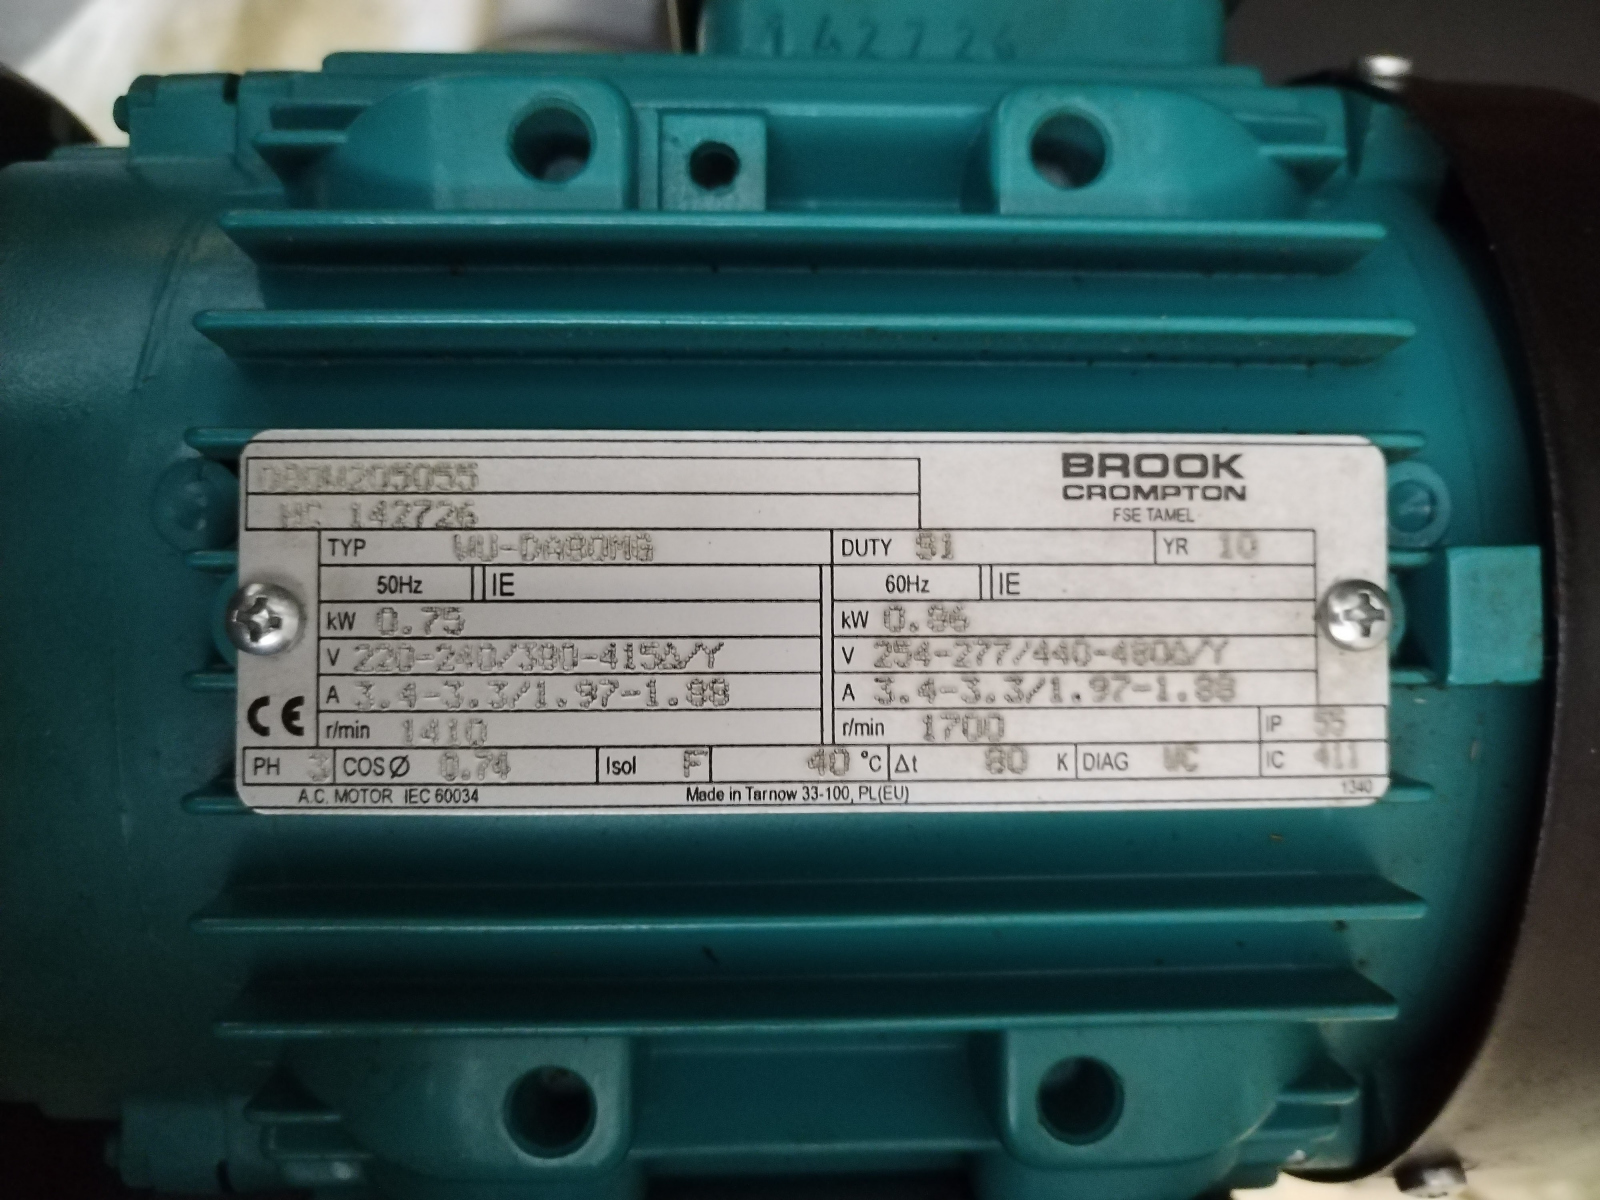 142726
080W205055
BROOK
CROMPTON
FSE TAMEL
HC 142726
TYP WU-DA80MG DUTY S1 YR 10
50Hz IE 60Hz IE
kW 0.75 kW 0.86
V 220-240/380-415Δ/Y V 254-277/440-480Δ/Y
A 3.4-3.3/1.97-1.88 A 3.4-3.3/1.97-1.88
CE r/min 1410 r/min 1700 IP 55
PH 3 COSØ 0.74 Isol F 40 °C Δt 80 K DIAG WC IC 411
A.C. MOTOR IEC 60034 Made in Tarnow 33-100, PL(EU) 1340